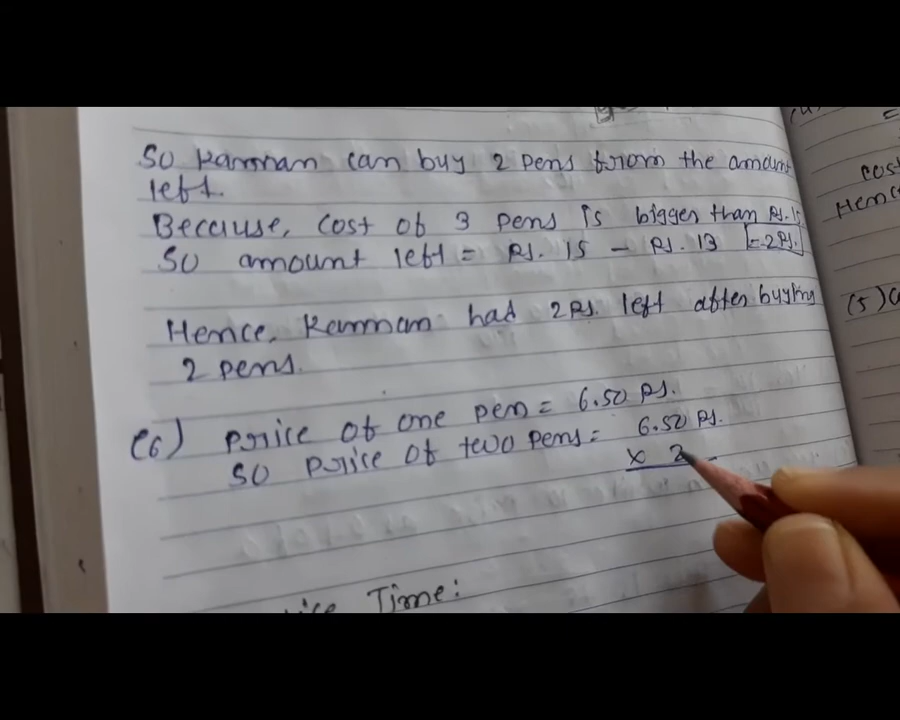 So Kamman can buy 2 pens from the amount
left.
Because, cost of 3 pens is bigger than Rs. 15
So amount left = Rs. 15 - Rs. 13 = 2 Rs.
Hence, Kamman had 2 Rs. left after buying
2 pens.
(6) price of one pen = 6.50 Rs.
So price of two pens = 6.50 Rs.
x 2
Time:
cost
Hence
(5)